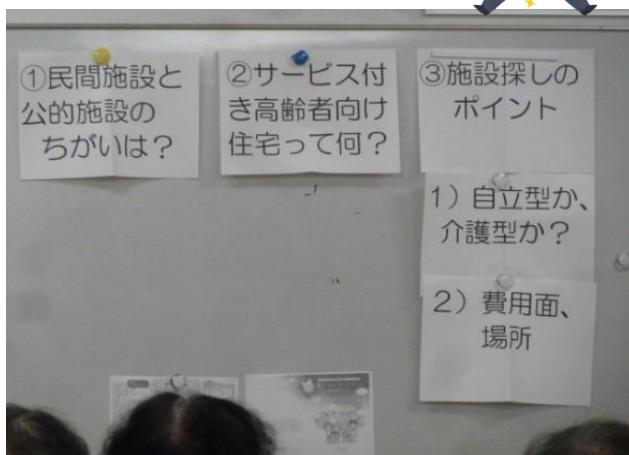 ①民間施設と
公的施設の
ちがいは？
②サービス付
き高齢者向け
住宅って何？
③施設探しの
ポイント
1）自立型か、
介護型か？
2）費用面、
場所